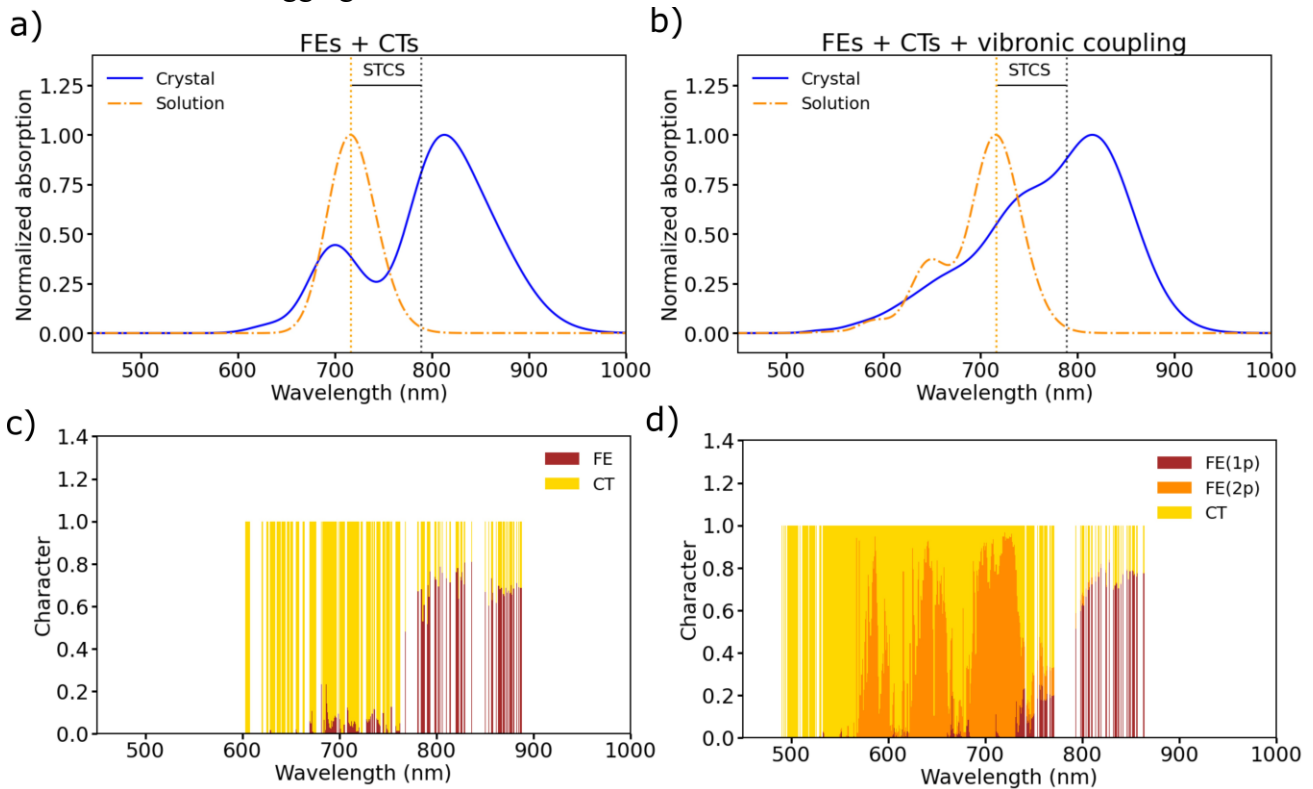 a)
FEs + CTs
STCS
Crystal
Solution
Normalized absorption
1.25
1.00
0.75
0.50
0.25
0.00
500 600 700 800 900 1000
Wavelength (nm)
b)
FEs + CTs + vibronic coupling
STCS
Crystal
Solution
Normalized absorption
1.25
1.00
0.75
0.50
0.25
0.00
500 600 700 800 900 1000
Wavelength (nm)
c)
FE
CT
Character
1.4
1.2
1.0
0.8
0.6
0.4
0.2
0.0
500 600 700 800 900 1000
Wavelength (nm)
d)
FE(1p)
FE(2p)
CT
Character
1.4
1.2
1.0
0.8
0.6
0.4
0.2
0.0
500 600 700 800 900 1000
Wavelength (nm)